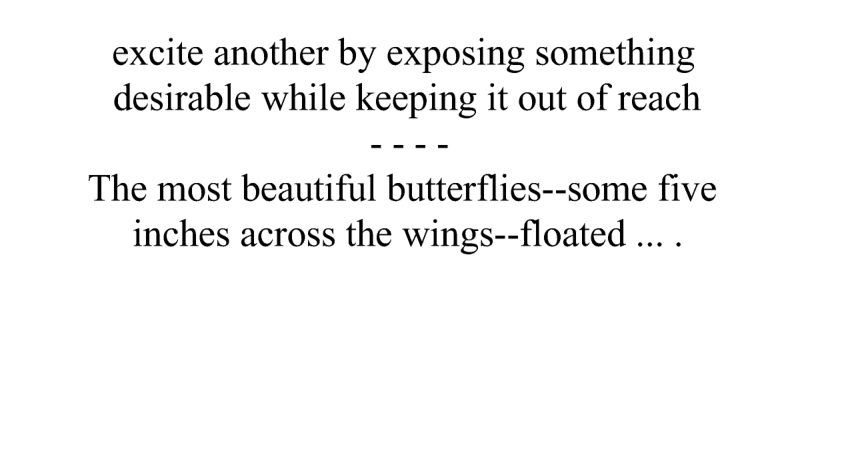 excite another by exposing something
desirable while keeping it out of reach
- - - -
The most beautiful butterflies--some five
inches across the wings--floated ... .